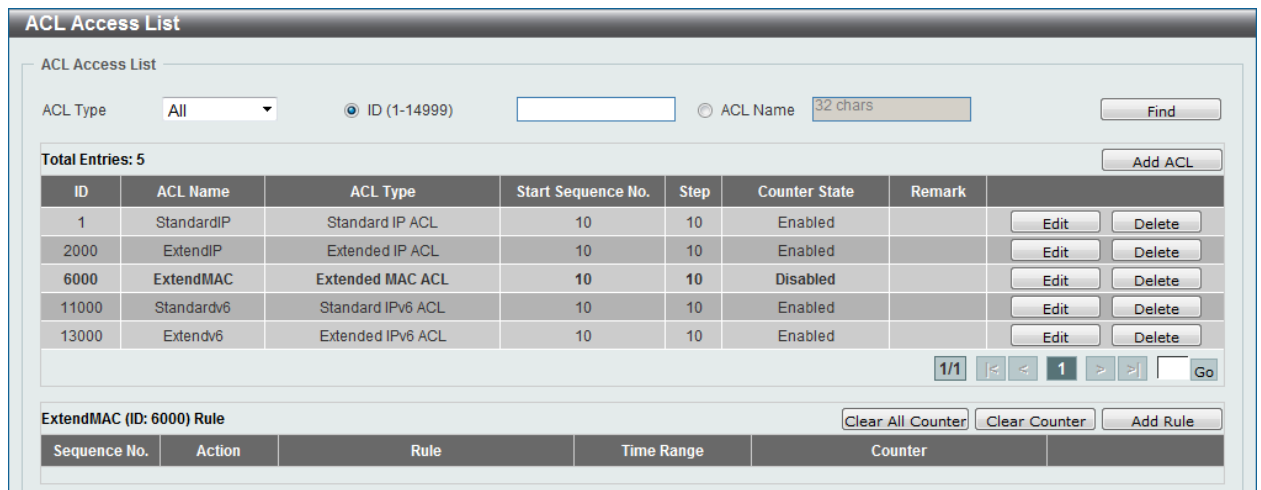 ACL Access List
ACL Access List
ACL Type All ID (1-14999) ACL Name 32 chars Find
Total Entries: 5 Add ACL
ID ACL Name ACL Type Start Sequence No. Step Counter State Remark
1 StandardIP Standard IP ACL 10 10 Enabled Edit Delete
2000 ExtendIP Extended IP ACL 10 10 Enabled Edit Delete
6000 ExtendMAC Extended MAC ACL 10 10 Disabled Edit Delete
11000 Standardv6 Standard IPv6 ACL 10 10 Enabled Edit Delete
13000 Extendv6 Extended IPv6 ACL 10 10 Enabled Edit Delete
1/1 |< < 1 > >| Go
ExtendMAC (ID: 6000) Rule Clear All Counter Clear Counter Add Rule
Sequence No. Action Rule Time Range Counter